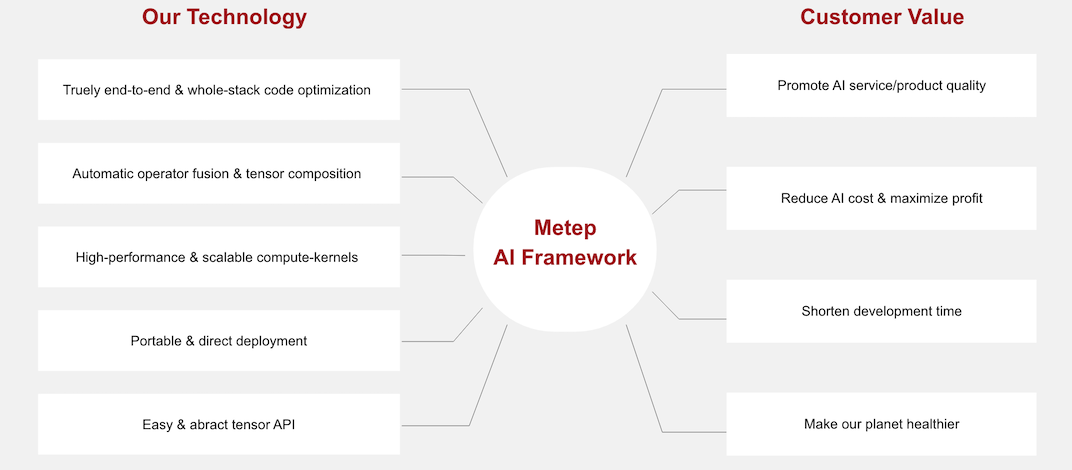 Our Technology
Truely end-to-end & whole-stack code optimization
Automatic operator fusion & tensor composition
High-performance & scalable compute-kernels
Portable & direct deployment
Easy & abract tensor API
Metep
AI Framework
Customer Value
Promote AI service/product quality
Reduce AI cost & maximize profit
Shorten development time
Make our planet healthier